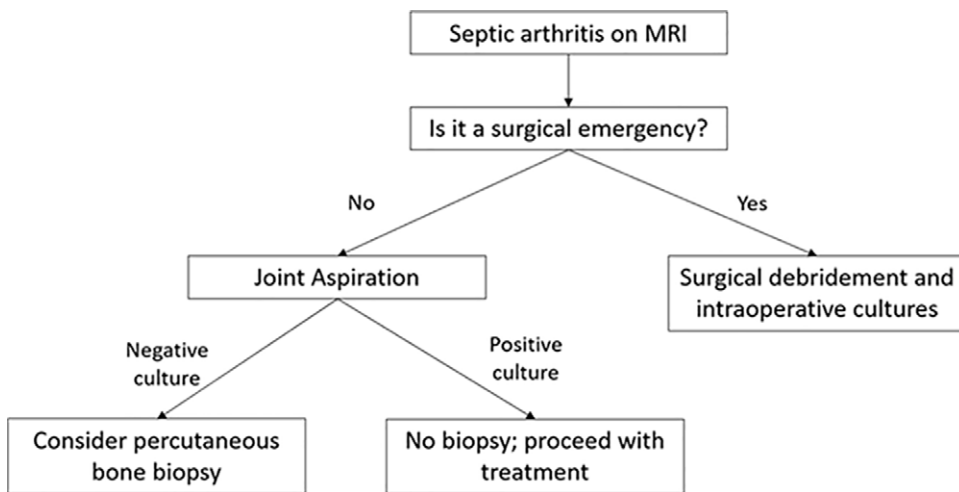 Septic arthritis on MRI
Is it a surgical emergency?
No
Yes
Joint Aspiration
Surgical debridement and
intraoperative cultures
Negative
culture
Positive
culture
Consider percutaneous
bone biopsy
No biopsy; proceed with
treatment